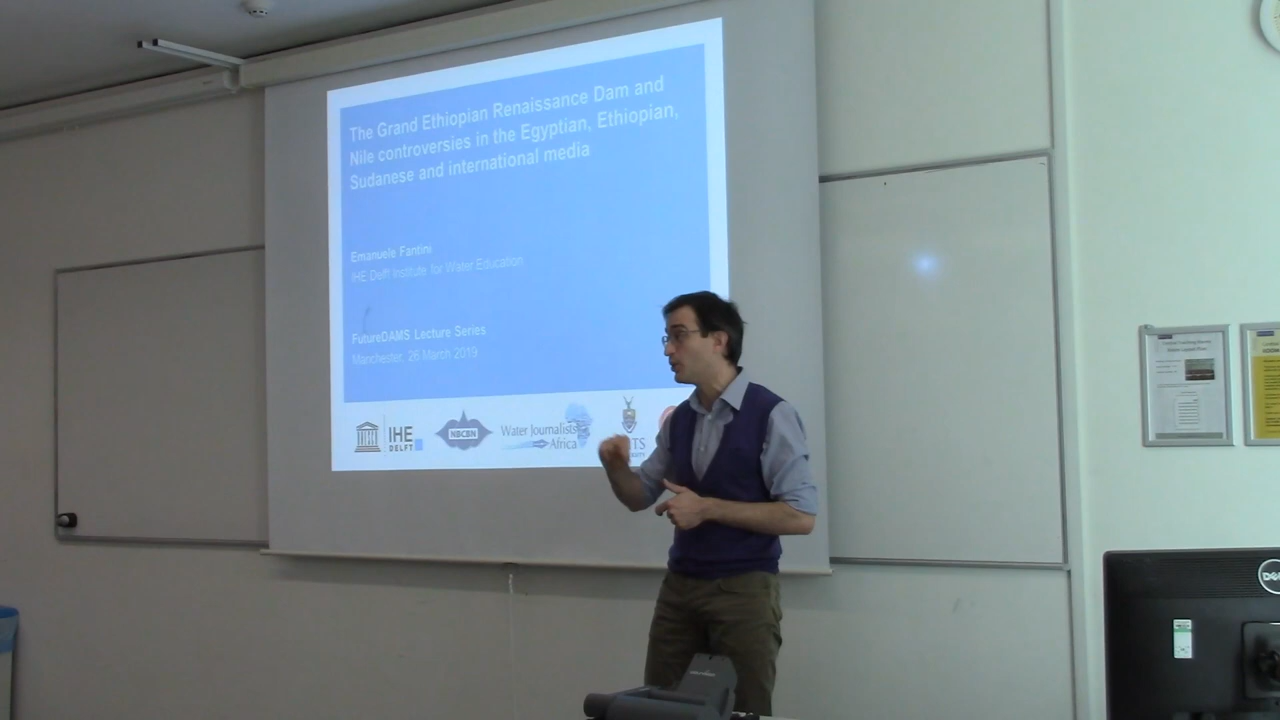 The Grand Ethiopian Renaissance Dam and
Nile controversies in the Egyptian, Ethiopian,
Sudanese and international media
Emanuele Fantini
IHE Delft Institute for Water Education
FutureDAMS Lecture Series
Manchester, 26 March 2019
IHE
DELFT
NBCBN
Water Journalists
Africa